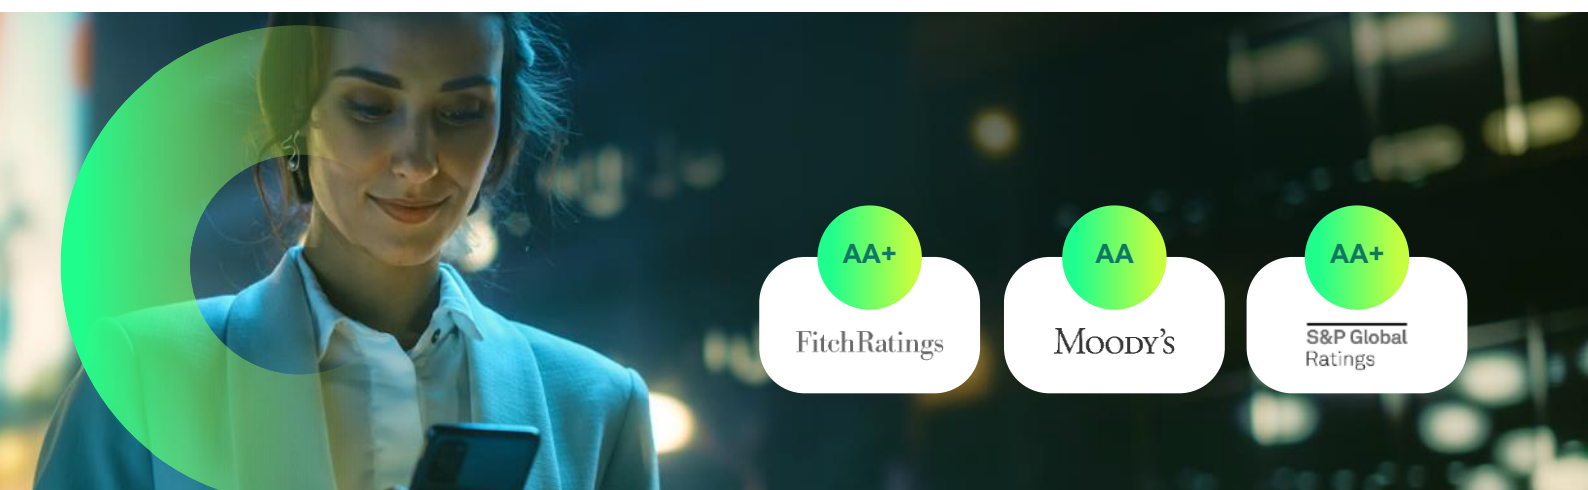 AA+
FitchRatings
AA
MOODY'S
AA+
S&P Global
Ratings